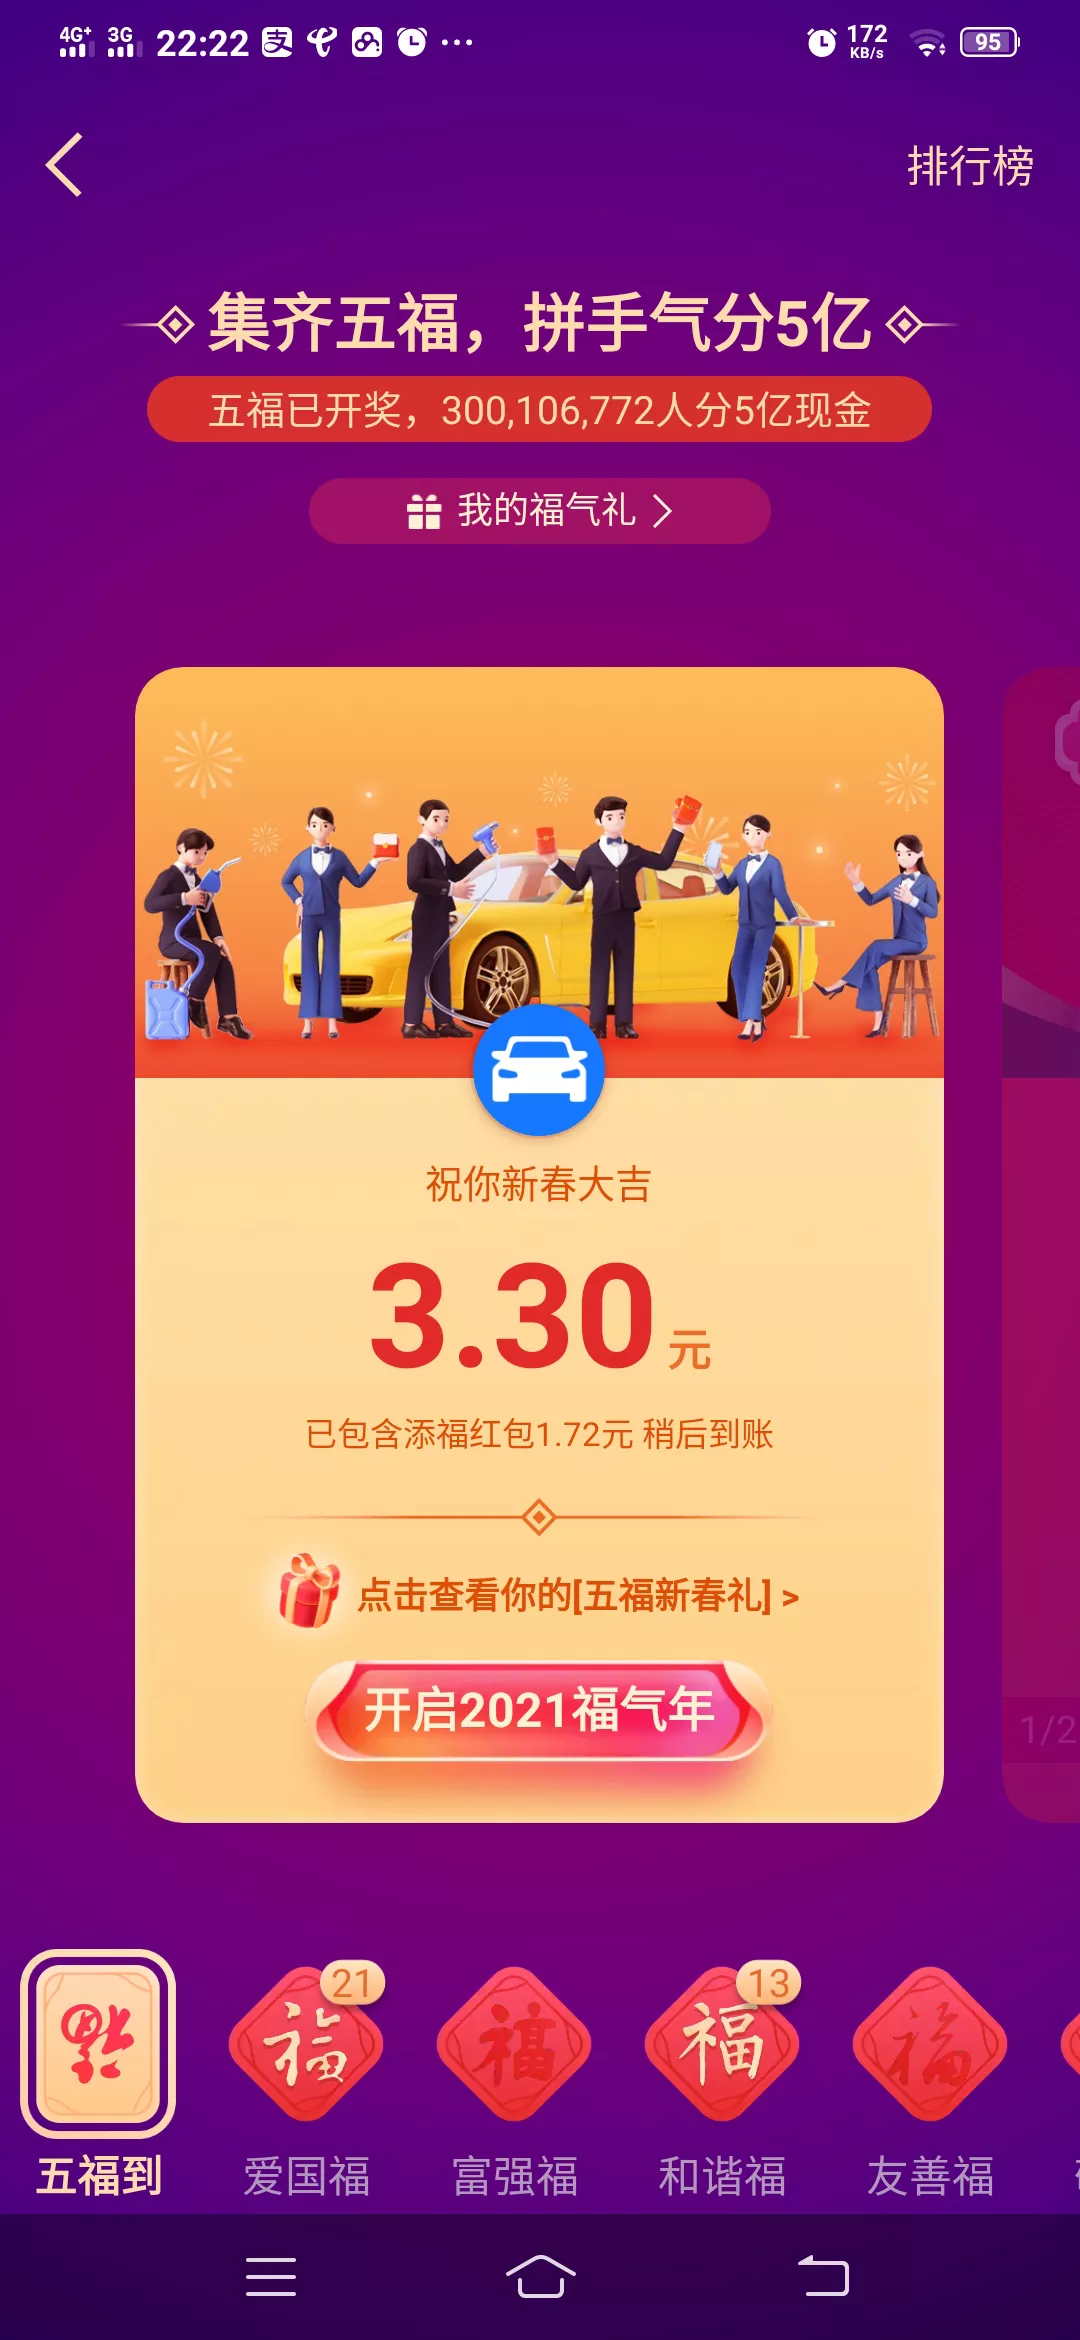 4G+ 3G 22:22 支 172 KB/s 95
排行榜
集齐五福，拼手气分5亿
五福已开奖，300,106,772人分5亿现金
我的福气礼
祝你新春大吉
3.30元
已包含添福红包1.72元 稍后到账
点击查看你的[五福新春礼] >
开启2021福气年
1/2
福 21 福 福 13 福 福
五福到 爱国福 富强福 和谐福 友善福